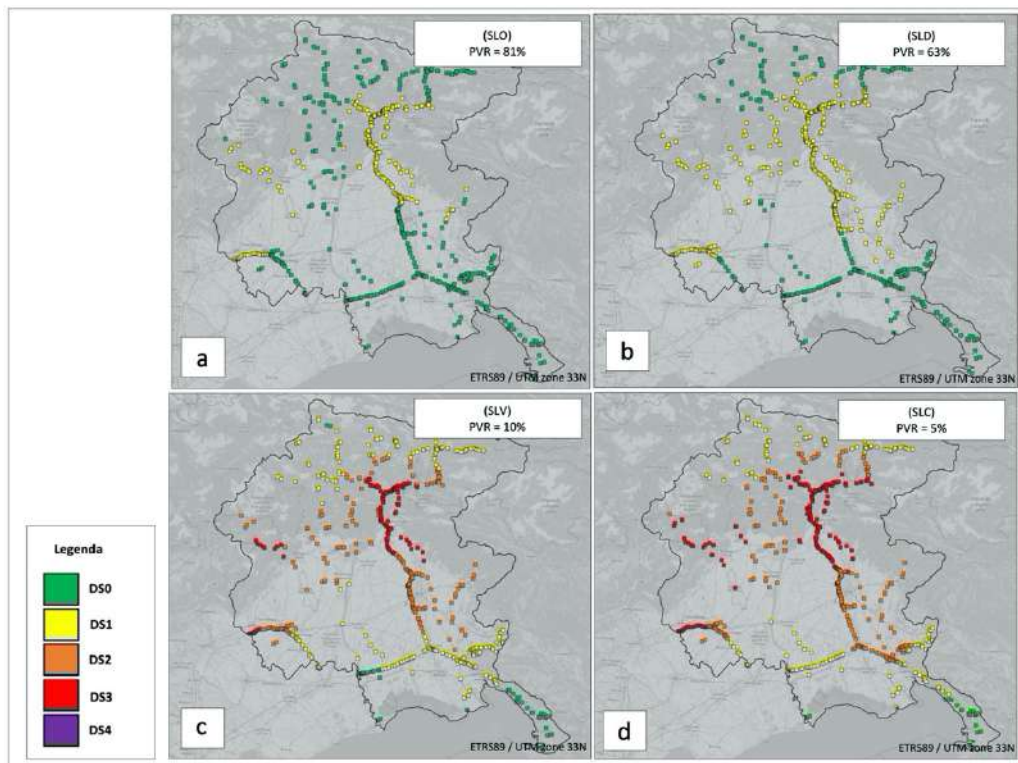 (SLO)
PVR = 81%
a
ETRS89 / UTM zone 33N
(SLD)
PVR = 63%
b
ETRS89 / UTM zone 33N
(SLV)
PVR = 10%
c
ETRS89 / UTM zone 33N
(SLC)
PVR = 5%
d
ETRS89 / UTM zone 33N
Legenda
DS0
DS1
DS2
DS3
DS4